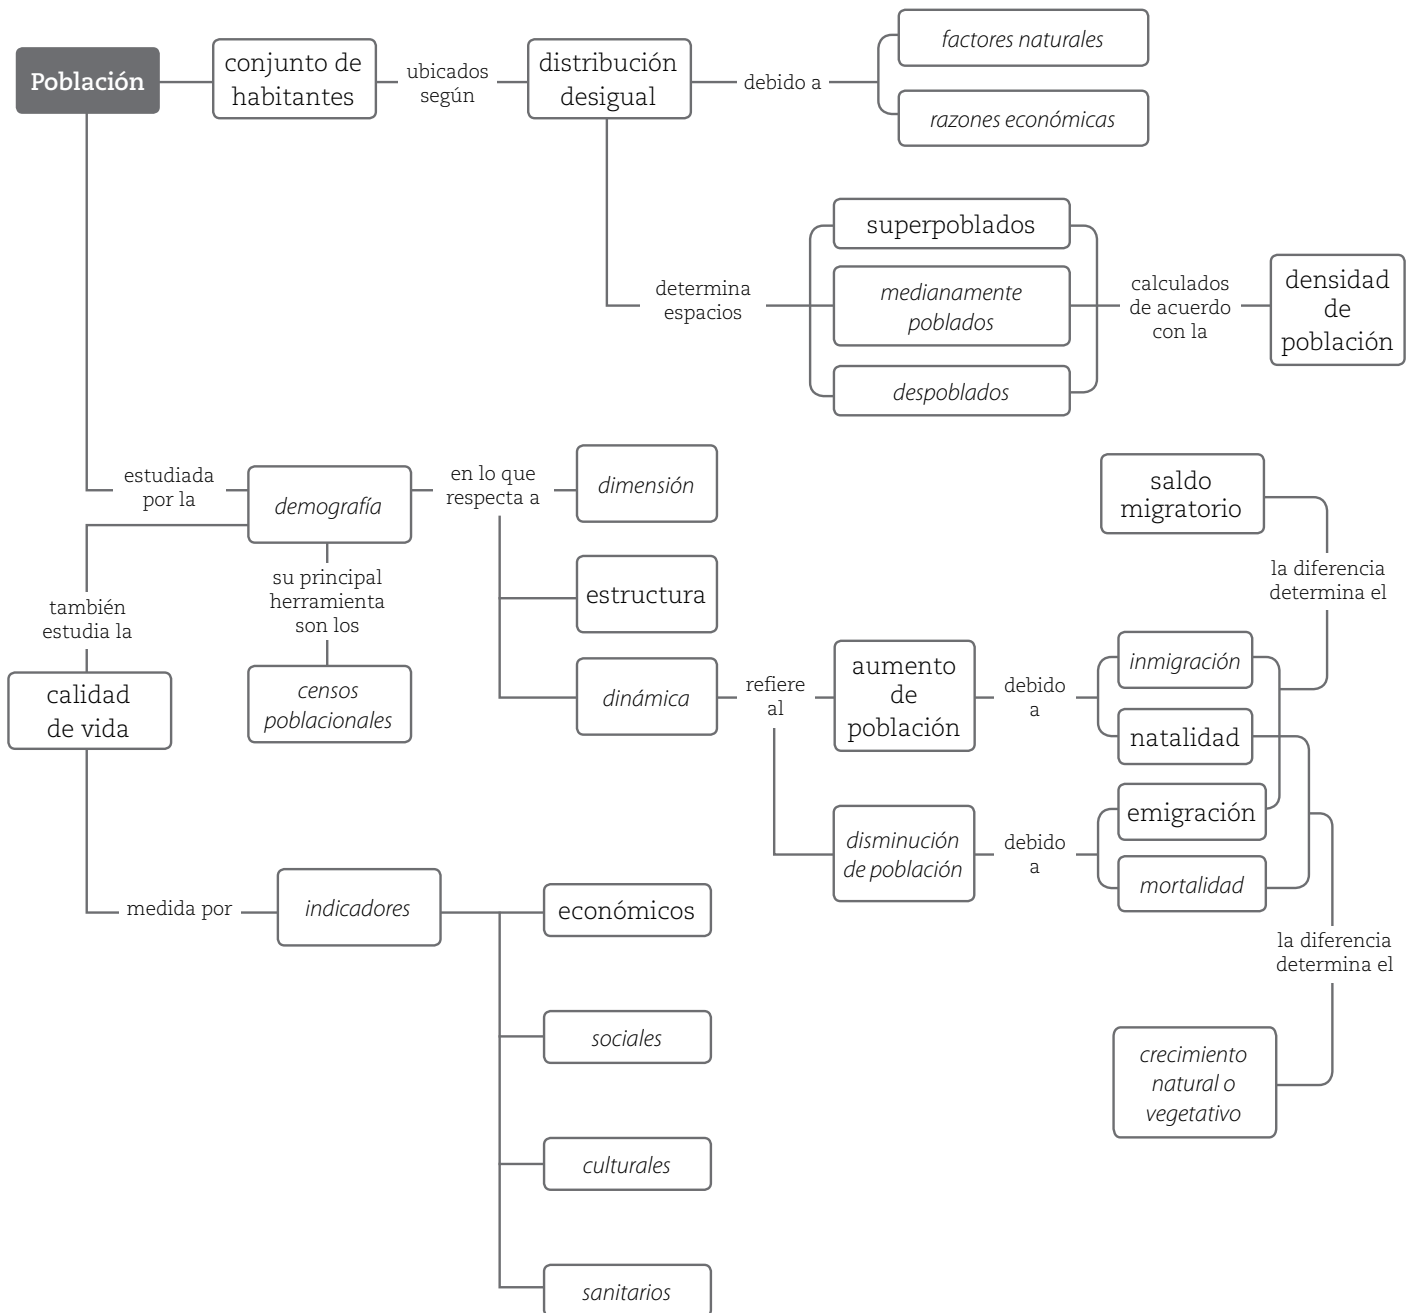 Población
conjunto de
habitantes
ubicados
según
distribución
desigual
debido a
factores naturales
razones económicas
determina
espacios
superpoblados
medianamente
poblados
despoblados
calculados
de acuerdo
con la
densidad
de
población
estudiada
por la
demografía
en lo que
respecta a
dimensión
estructura
dinámica
su principal
herramienta
son los
censos
poblacionales
también
estudia la
calidad
de vida
refiere
al
aumento
de
población
debido
a
inmigración
natalidad
saldo
migratorio
la diferencia
determina el
disminución
de población
debido
a
emigración
mortalidad
la diferencia
determina el
crecimiento
natural o
vegetativo
medida por
indicadores
económicos
sociales
culturales
sanitarios